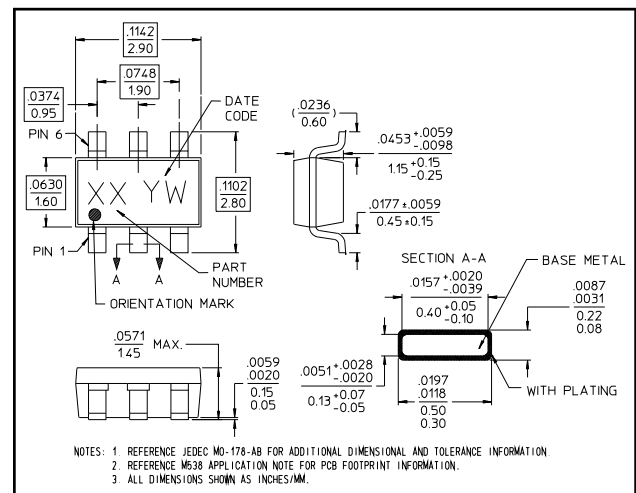 .1142
2.90
.0748
1.90
.0374
0.95
DATE
CODE
PIN 6
.0630
1.60
XX YW
.1102
2.80
PIN 1
A A
PART
NUMBER
ORIENTATION MARK
(.0236
0.60)
.0453 +.0059
-.0098
1.15 +0.15
-0.25
.0177 ±.0059
0.45 ±0.15
SECTION A-A
BASE METAL
.0157 +.0020
-.0039
0.40 +0.05
-0.10
.0087
.0031
0.22
0.08
.0571
1.45 MAX.
.0059
.0020
0.15
0.05
.0051 +.0028
-.0020
0.13 +0.07
-0.05
.0197
.0118
0.50
0.30
WITH PLATING
NOTES: 1. REFERENCE JEDEC MO-178-AB FOR ADDITIONAL DIMENSIONAL AND TOLERANCE INFORMATION.
2. REFERENCE M538 APPLICATION NOTE FOR PCB FOOTPRINT INFORMATION.
3. ALL DIMENSIONS SHOWN AS INCHES/MM.